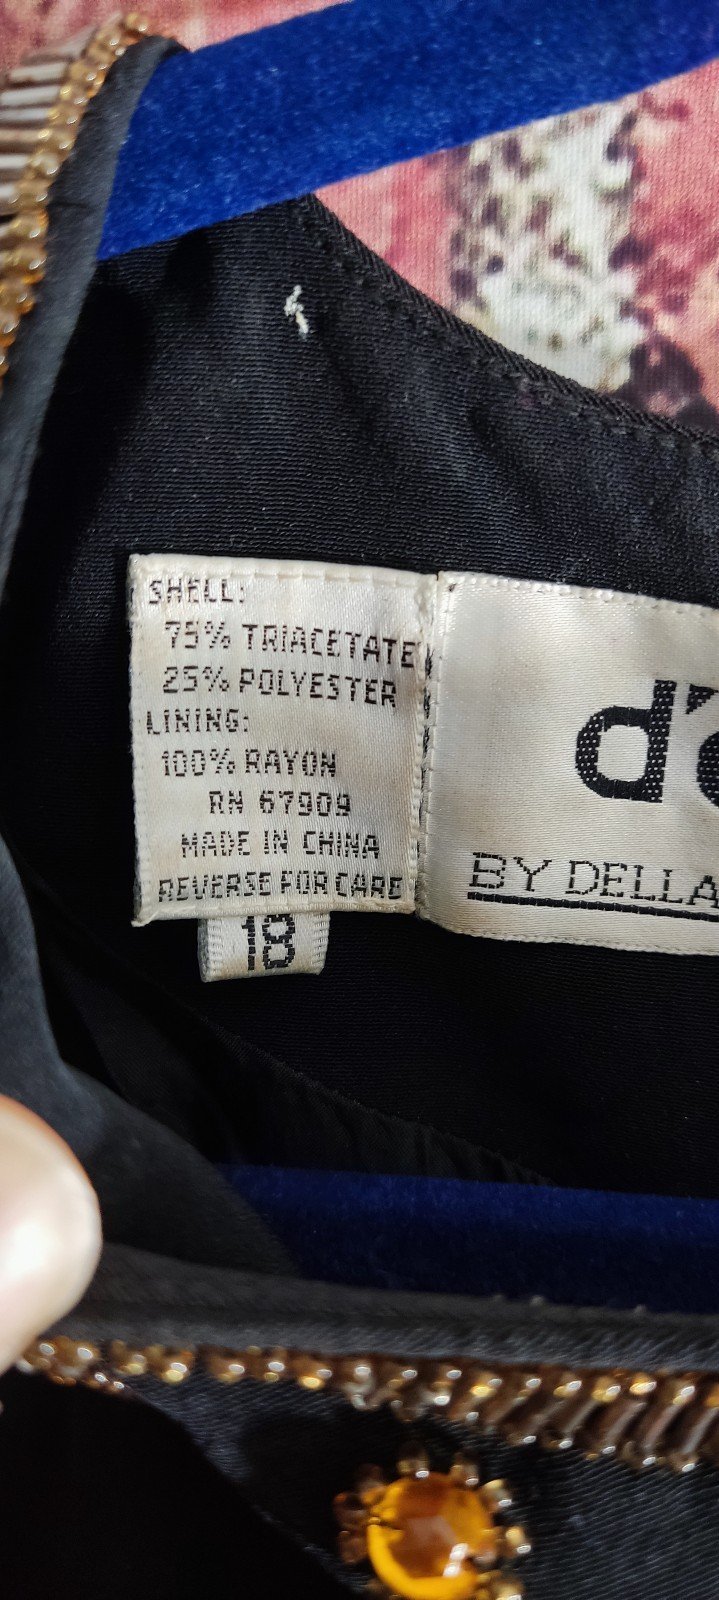 SHELL:
75% TRIACETATE
25% POLYESTER
LINING:
100% RAYON
RN 67909
MADE IN CHINA
REVERSE FOR CARE
18
d'
BY DELLA